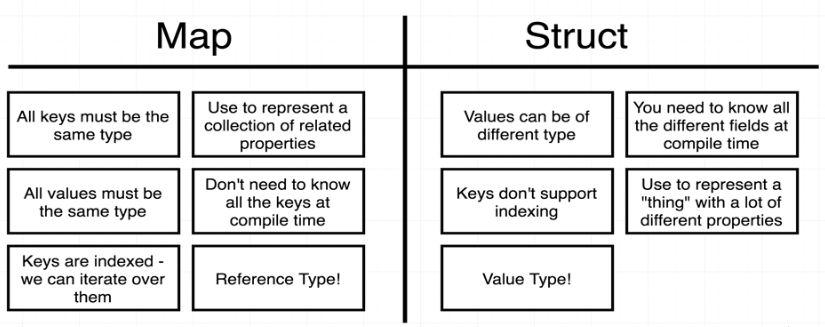 Map
Struct
All keys must be the
same type
Use to represent a
collection of related
properties
All values must be
the same type
Don't need to know
all the keys at
compile time
Keys are indexed -
we can iterate over
them
Reference Type!
Values can be of
different type
You need to know all
the different fields at
compile time
Keys don't support
indexing
Use to represent a
"thing" with a lot of
different properties
Value Type!